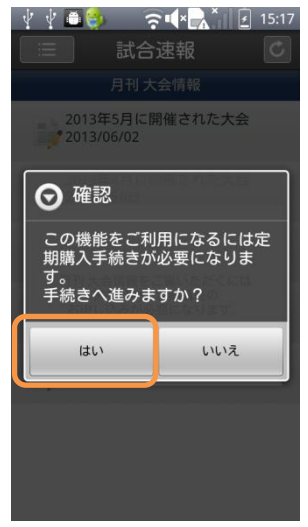 15:17
試合速報
月刊 大会情報
2013年5月に開催された大会
2013/06/02
確認
この機能をご利用になるには定
期購入手続きが必要になりま
す。
手続きへ進みますか？
はい
いいえ